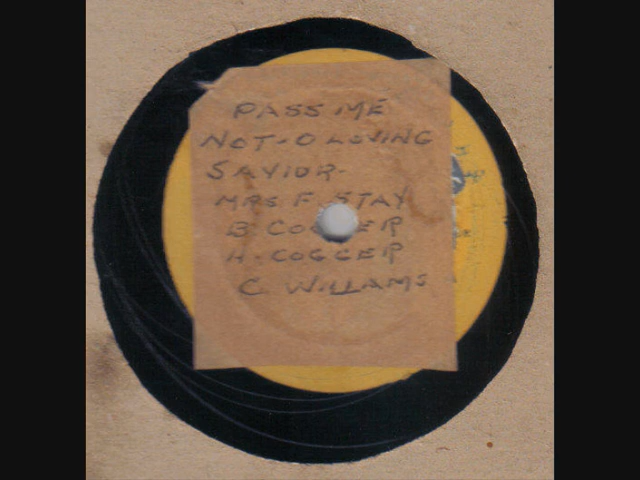 PASS ME
NOT-O LOVING
SAVIOR-
MRS F. STAY
B COGGER
H. COGGER
C. WILLAMS